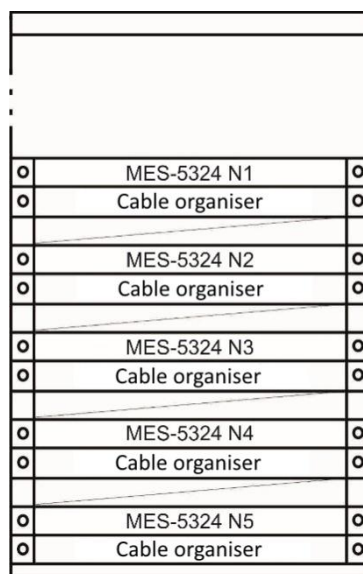 MES-5324 N1
Cable organiser
MES-5324 N2
Cable organiser
MES-5324 N3
Cable organiser
MES-5324 N4
Cable organiser
MES-5324 N5
Cable organiser